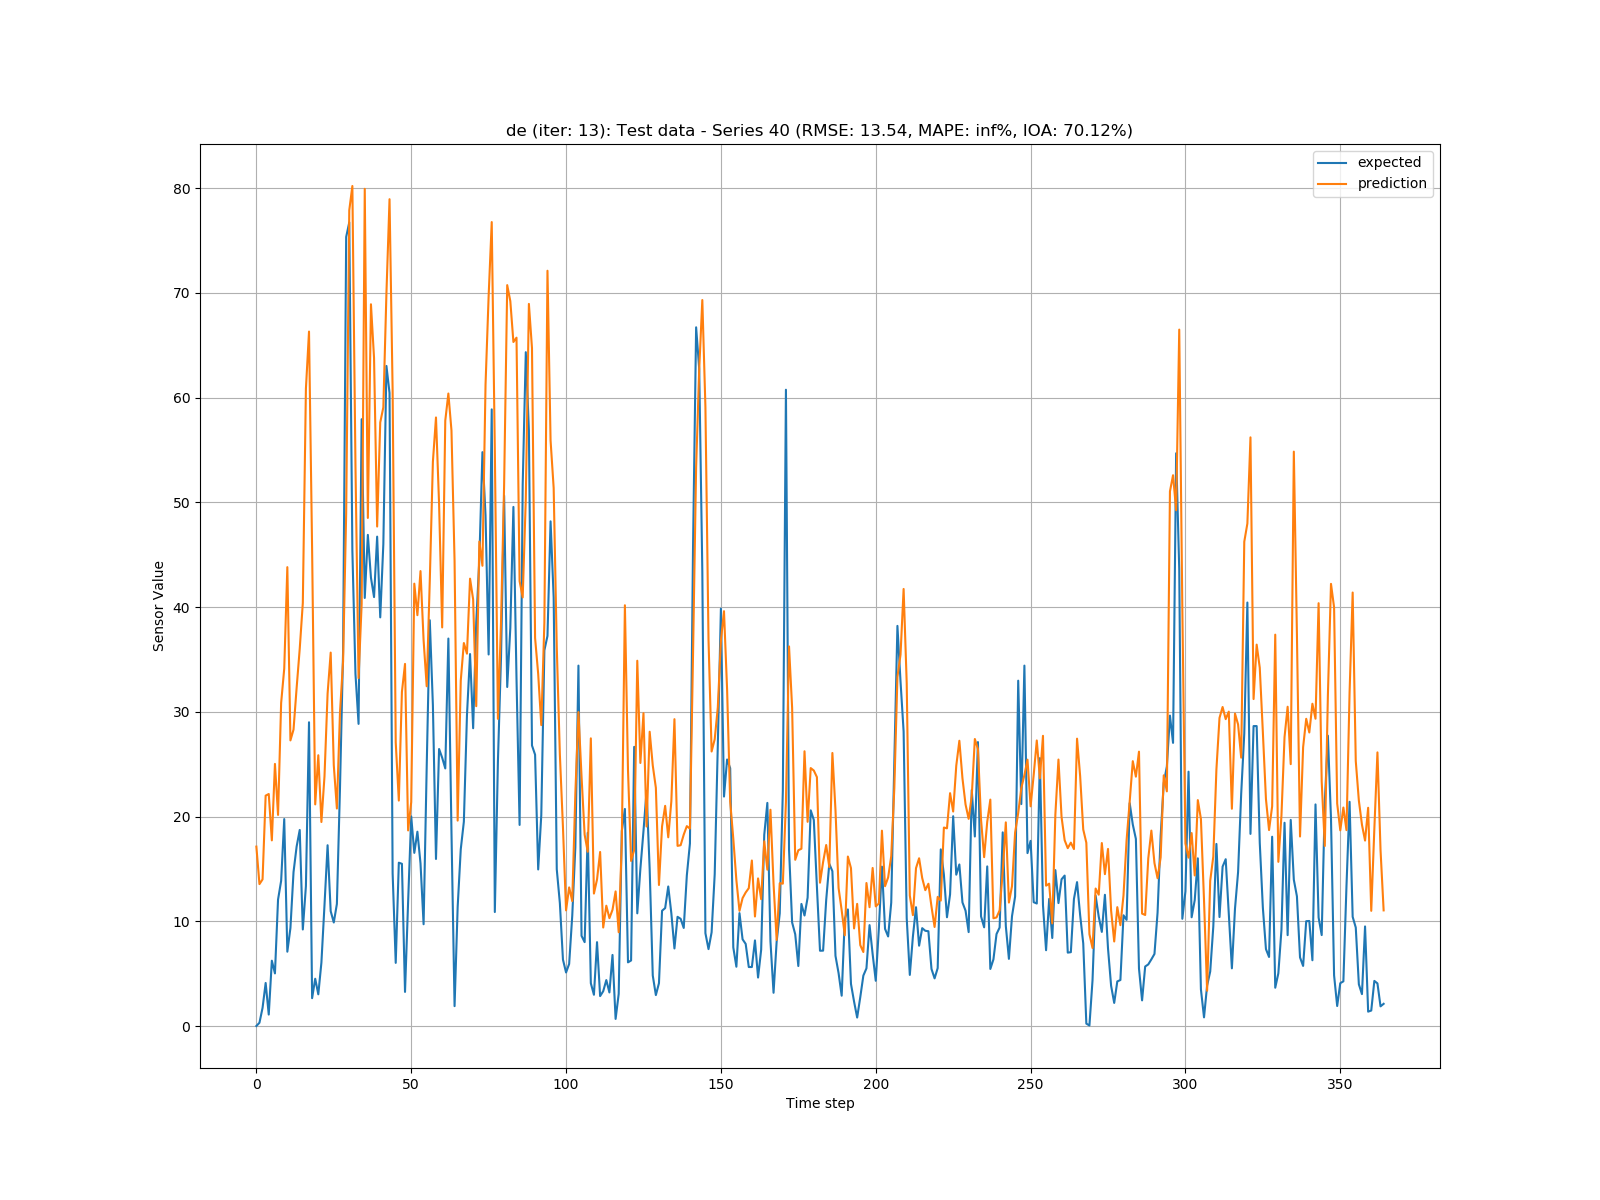 de (iter: 13): Test data - Series 40 (RMSE: 13.54, MAPE: inf%, IOA: 70.12%)
expected
prediction
80
70
60
50
40
30
20
10
0
Sensor Value
0 50 100 150 200 250 300 350
Time step